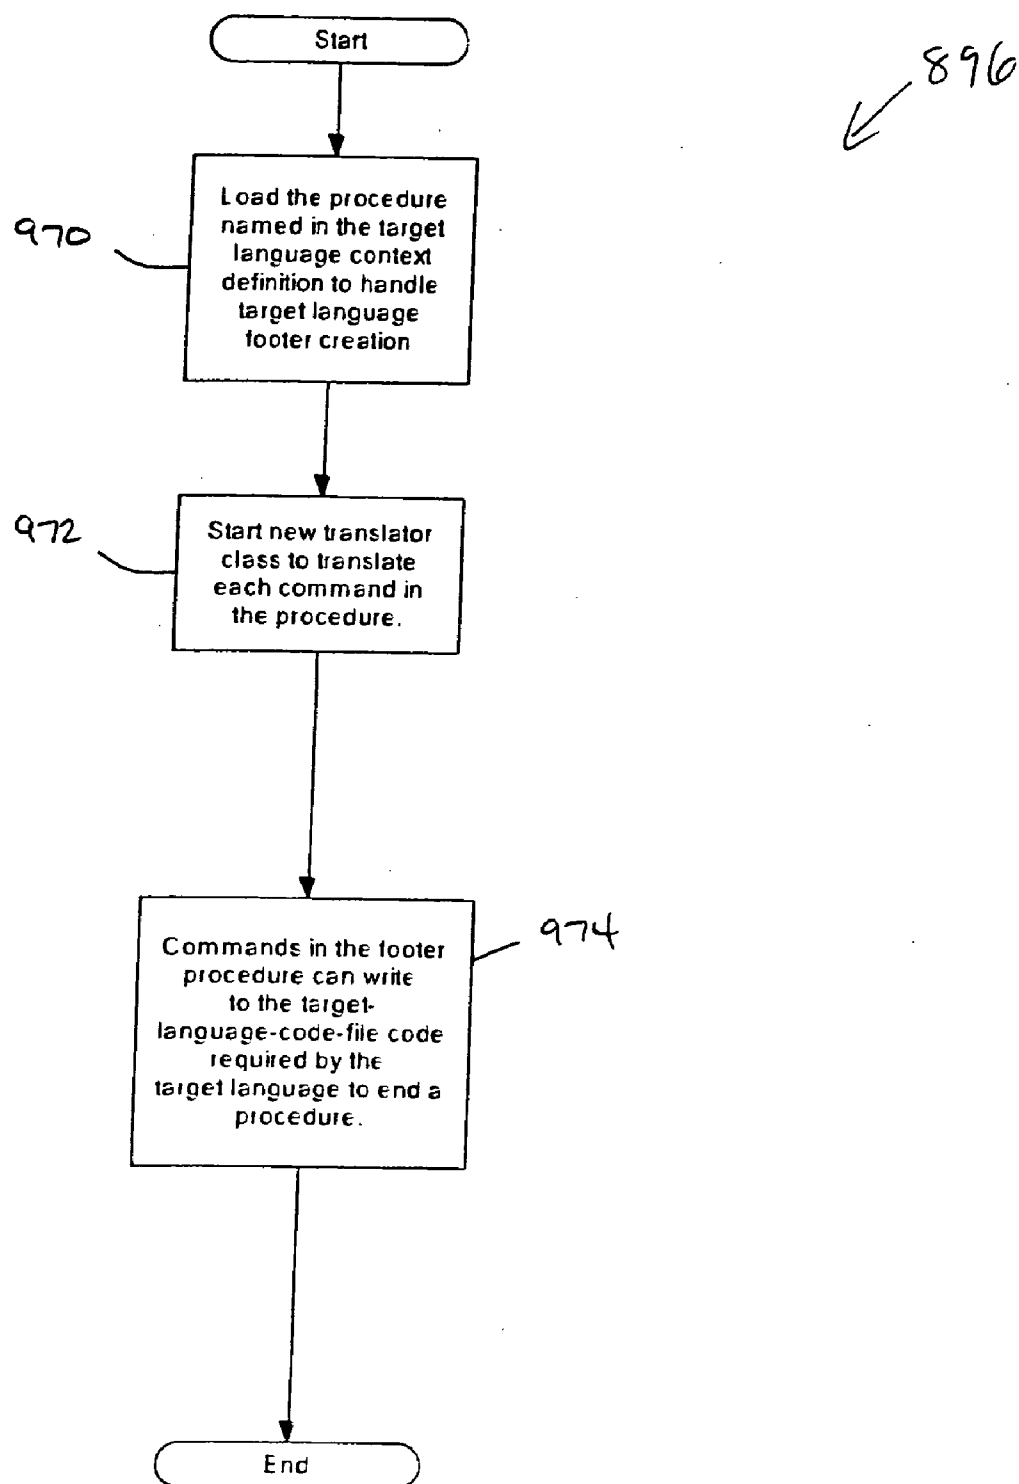 Start
896
Load the procedure
named in the target
language context
definition to handle
target language
footer creation
970
Start new translator
class to translate
each command in
the procedure.
972
Commands in the footer
procedure can write
to the target-
language-code-file code
required by the
target language to end a
procedure.
974
End